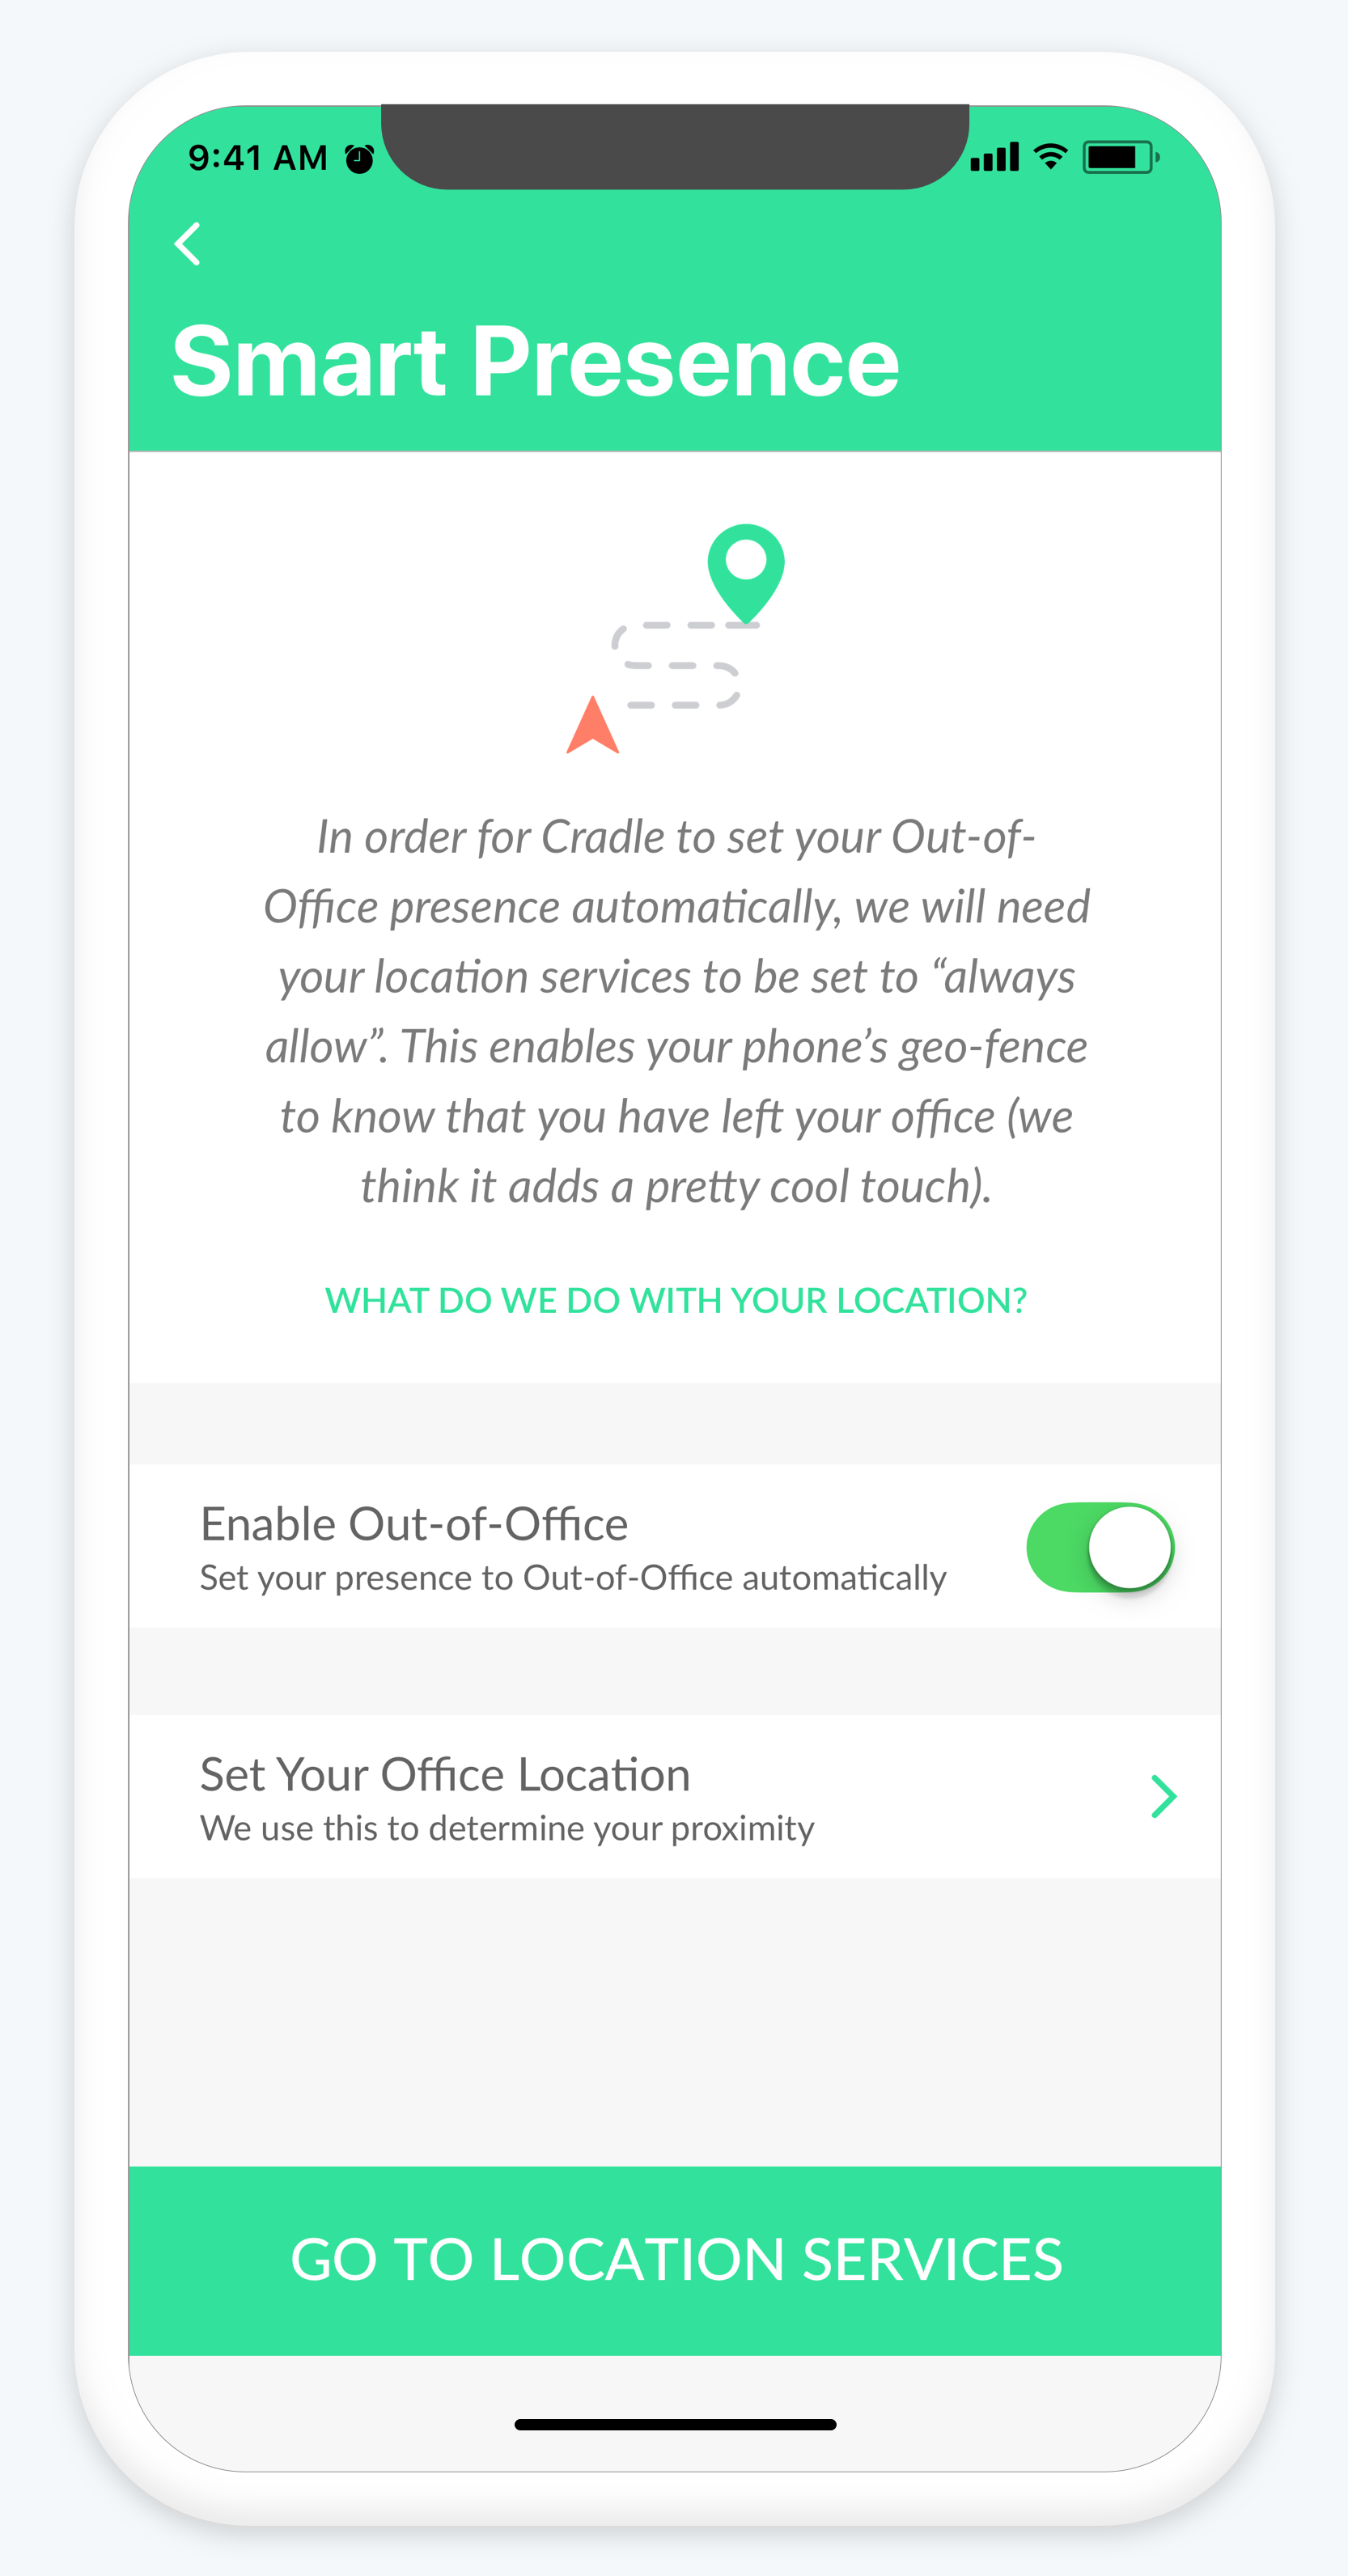 9:41 AM
Smart Presence
In order for Cradle to set your Out-of-
Office presence automatically, we will need
your location services to be set to “always
allow”. This enables your phone’s geo-fence
to know that you have left your office (we
think it adds a pretty cool touch).
WHAT DO WE DO WITH YOUR LOCATION?
Enable Out-of-Office
Set your presence to Out-of-Office automatically
Set Your Office Location
We use this to determine your proximity
GO TO LOCATION SERVICES